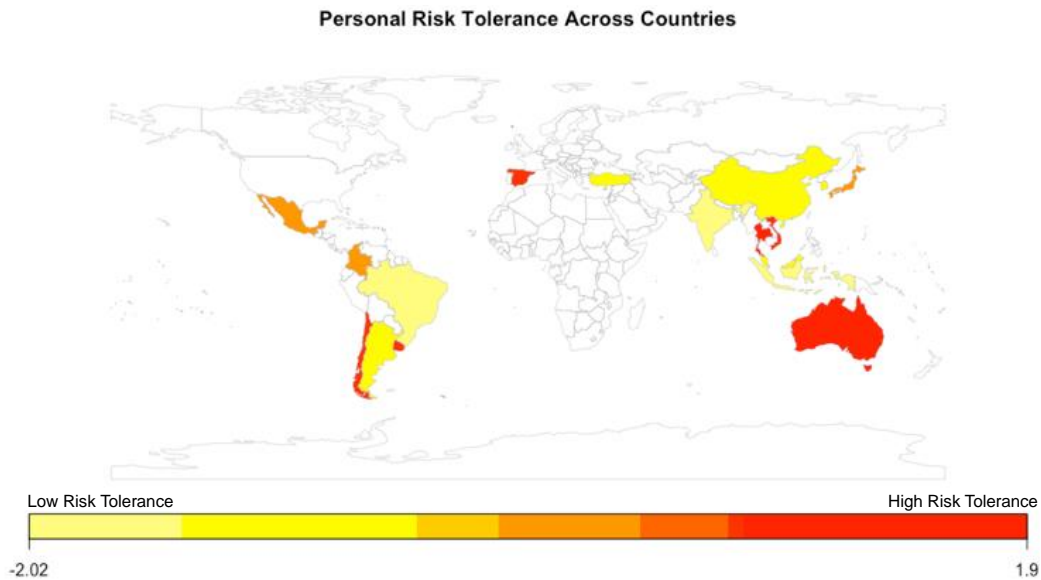 Personal Risk Tolerance Across Countries
Low Risk Tolerance
High Risk Tolerance
-2.02
1.9